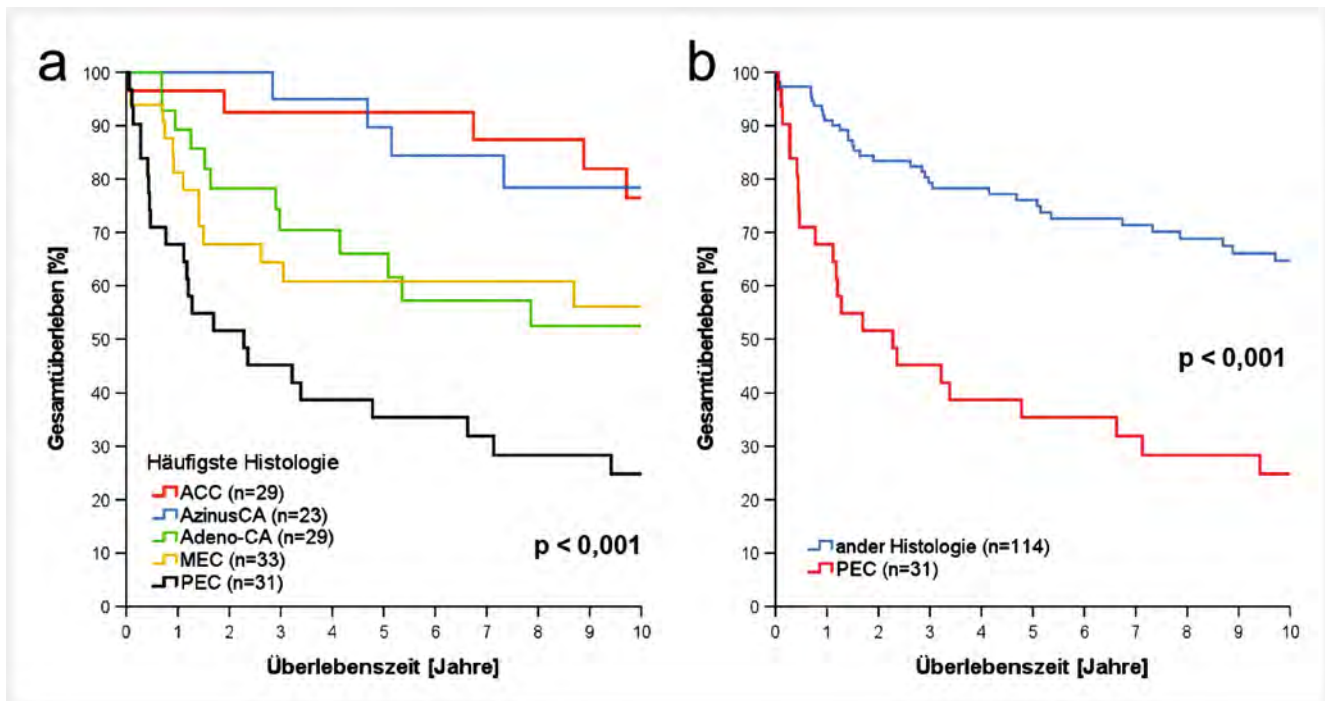 a
100
90
80
70
60
50
40
30
20
10
0
Gesamtüberleben [%]
Häufigste Histologie
ACC (n=29)
AzinusCA (n=23)
Adeno-CA (n=29)
MEC (n=33)
PEC (n=31)
p < 0,001
0 1 2 3 4 5 6 7 8 9 10
Überlebenszeit [Jahre]
b
100
90
80
70
60
50
40
30
20
10
0
Gesamtüberleben [%]
p < 0,001
ander Histologie (n=114)
PEC (n=31)
0 1 2 3 4 5 6 7 8 9 10
Überlebenszeit [Jahre]